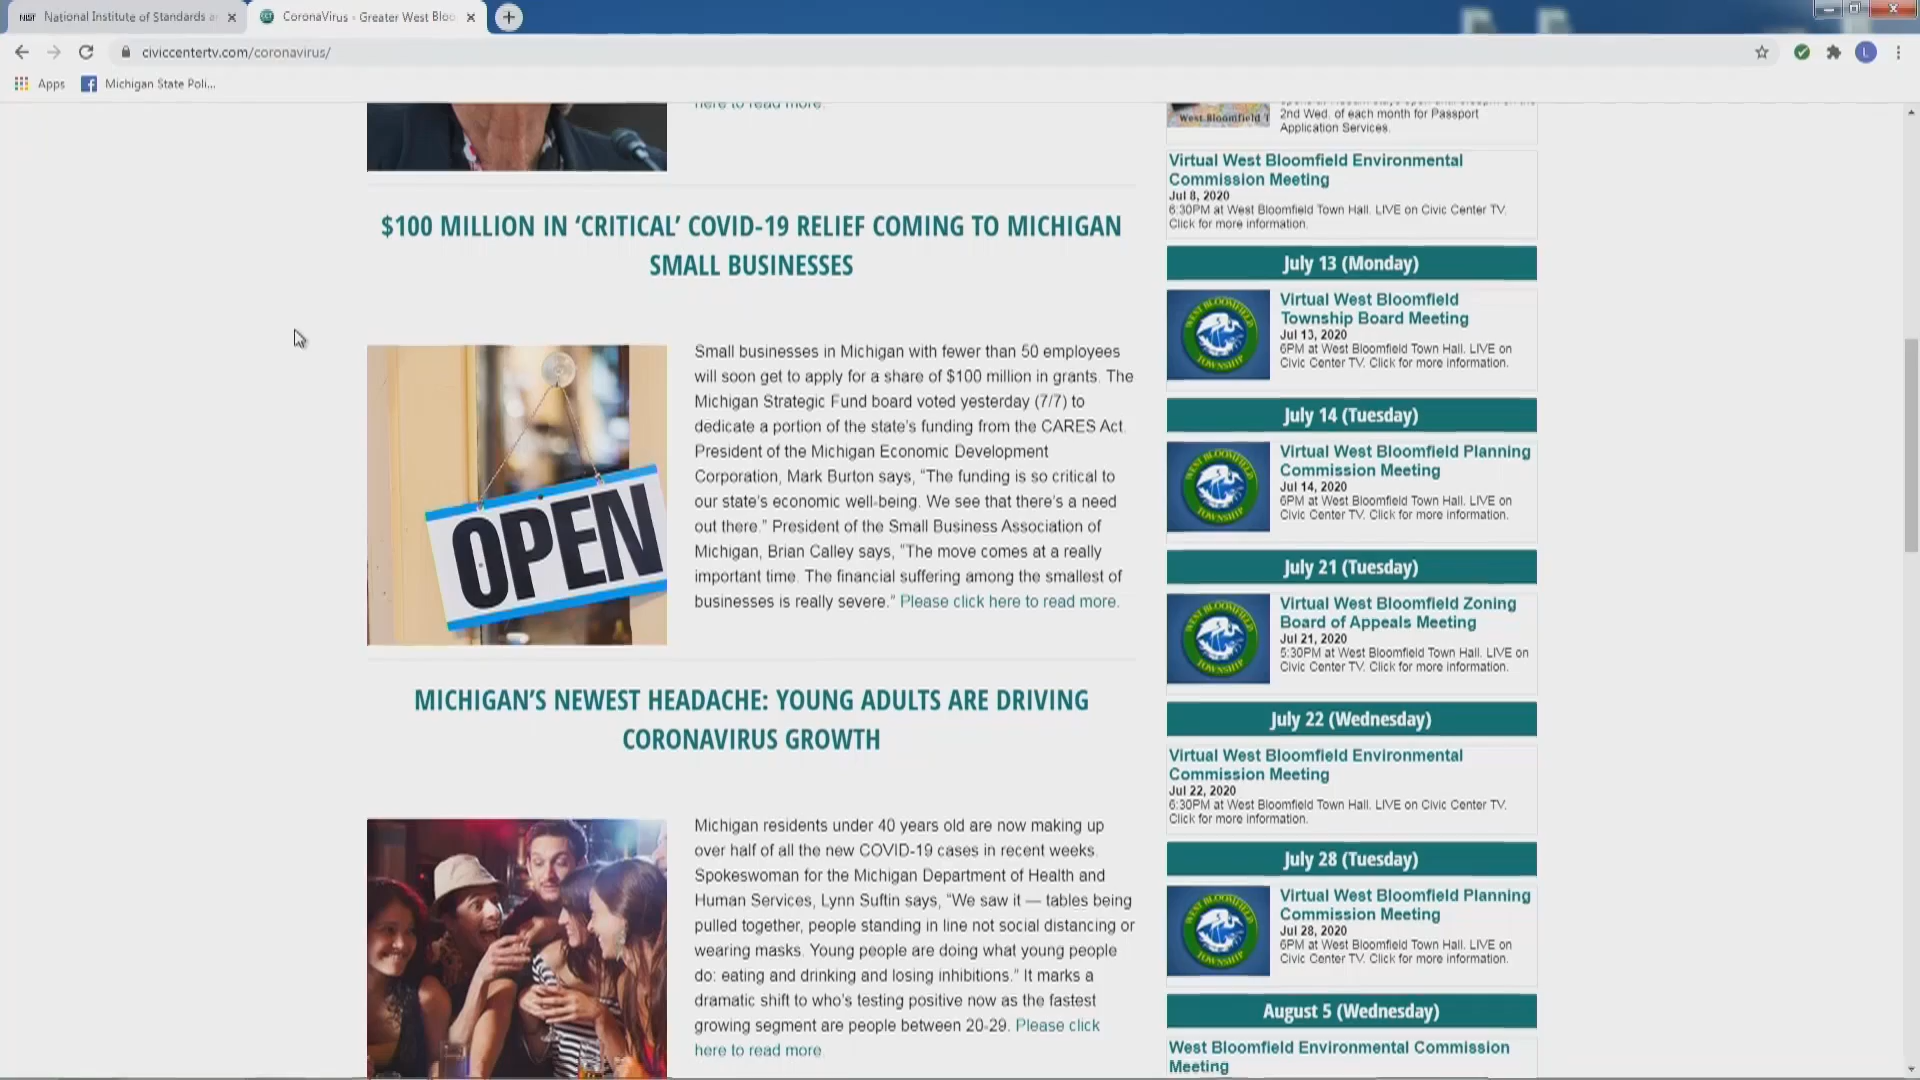 National Institute of Standards a
CoronaVirus - Greater West Bloo
civiccentertv.com/coronavirus/
L
Apps
Michigan State Poli...
here to read more.
$100 MILLION IN ‘CRITICAL’ COVID-19 RELIEF COMING TO MICHIGAN
SMALL BUSINESSES
OPEN
Small businesses in Michigan with fewer than 50 employees
will soon get to apply for a share of $100 million in grants. The
Michigan Strategic Fund board voted yesterday (7/7) to
dedicate a portion of the state’s funding from the CARES Act.
President of the Michigan Economic Development
Corporation, Mark Burton says, “The funding is so critical to
our state’s economic well-being. We see that there’s a need
out there.” President of the Small Business Association of
Michigan, Brian Calley says, “The move comes at a really
important time. The financial suffering among the smallest of
businesses is really severe.” Please click here to read more.
MICHIGAN’S NEWEST HEADACHE: YOUNG ADULTS ARE DRIVING
CORONAVIRUS GROWTH
Michigan residents under 40 years old are now making up
over half of all the new COVID-19 cases in recent weeks.
Spokeswoman for the Michigan Department of Health and
Human Services, Lynn Suftin says, “We saw it — tables being
pulled together, people standing in line not social distancing or
wearing masks. Young people are doing what young people
do: eating and drinking and losing inhibitions.” It marks a
dramatic shift to who’s testing positive now as the fastest
growing segment are people between 20-29. Please click
here to read more.
West Bloomfield T
2nd Wed. of each month for Passport
Application Services.
Virtual West Bloomfield Environmental
Commission Meeting
Jul 8, 2020
6:30PM at West Bloomfield Town Hall. LIVE on Civic Center TV.
Click for more information.
July 13 (Monday)
WEST BLOOMFIELD
TOWNSHIP
Virtual West Bloomfield
Township Board Meeting
Jul 13, 2020
6PM at West Bloomfield Town Hall. LIVE on
Civic Center TV. Click for more information.
July 14 (Tuesday)
WEST BLOOMFIELD
TOWNSHIP
Virtual West Bloomfield Planning
Commission Meeting
Jul 14, 2020
6PM at West Bloomfield Town Hall. LIVE on
Civic Center TV. Click for more information.
July 21 (Tuesday)
WEST BLOOMFIELD
TOWNSHIP
Virtual West Bloomfield Zoning
Board of Appeals Meeting
Jul 21, 2020
5:30PM at West Bloomfield Town Hall. LIVE on
Civic Center TV. Click for more information.
July 22 (Wednesday)
Virtual West Bloomfield Environmental
Commission Meeting
Jul 22, 2020
6:30PM at West Bloomfield Town Hall. LIVE on Civic Center TV.
Click for more information.
July 28 (Tuesday)
WEST BLOOMFIELD
TOWNSHIP
Virtual West Bloomfield Planning
Commission Meeting
Jul 28, 2020
6PM at West Bloomfield Town Hall. LIVE on
Civic Center TV. Click for more information.
August 5 (Wednesday)
West Bloomfield Environmental Commission
Meeting